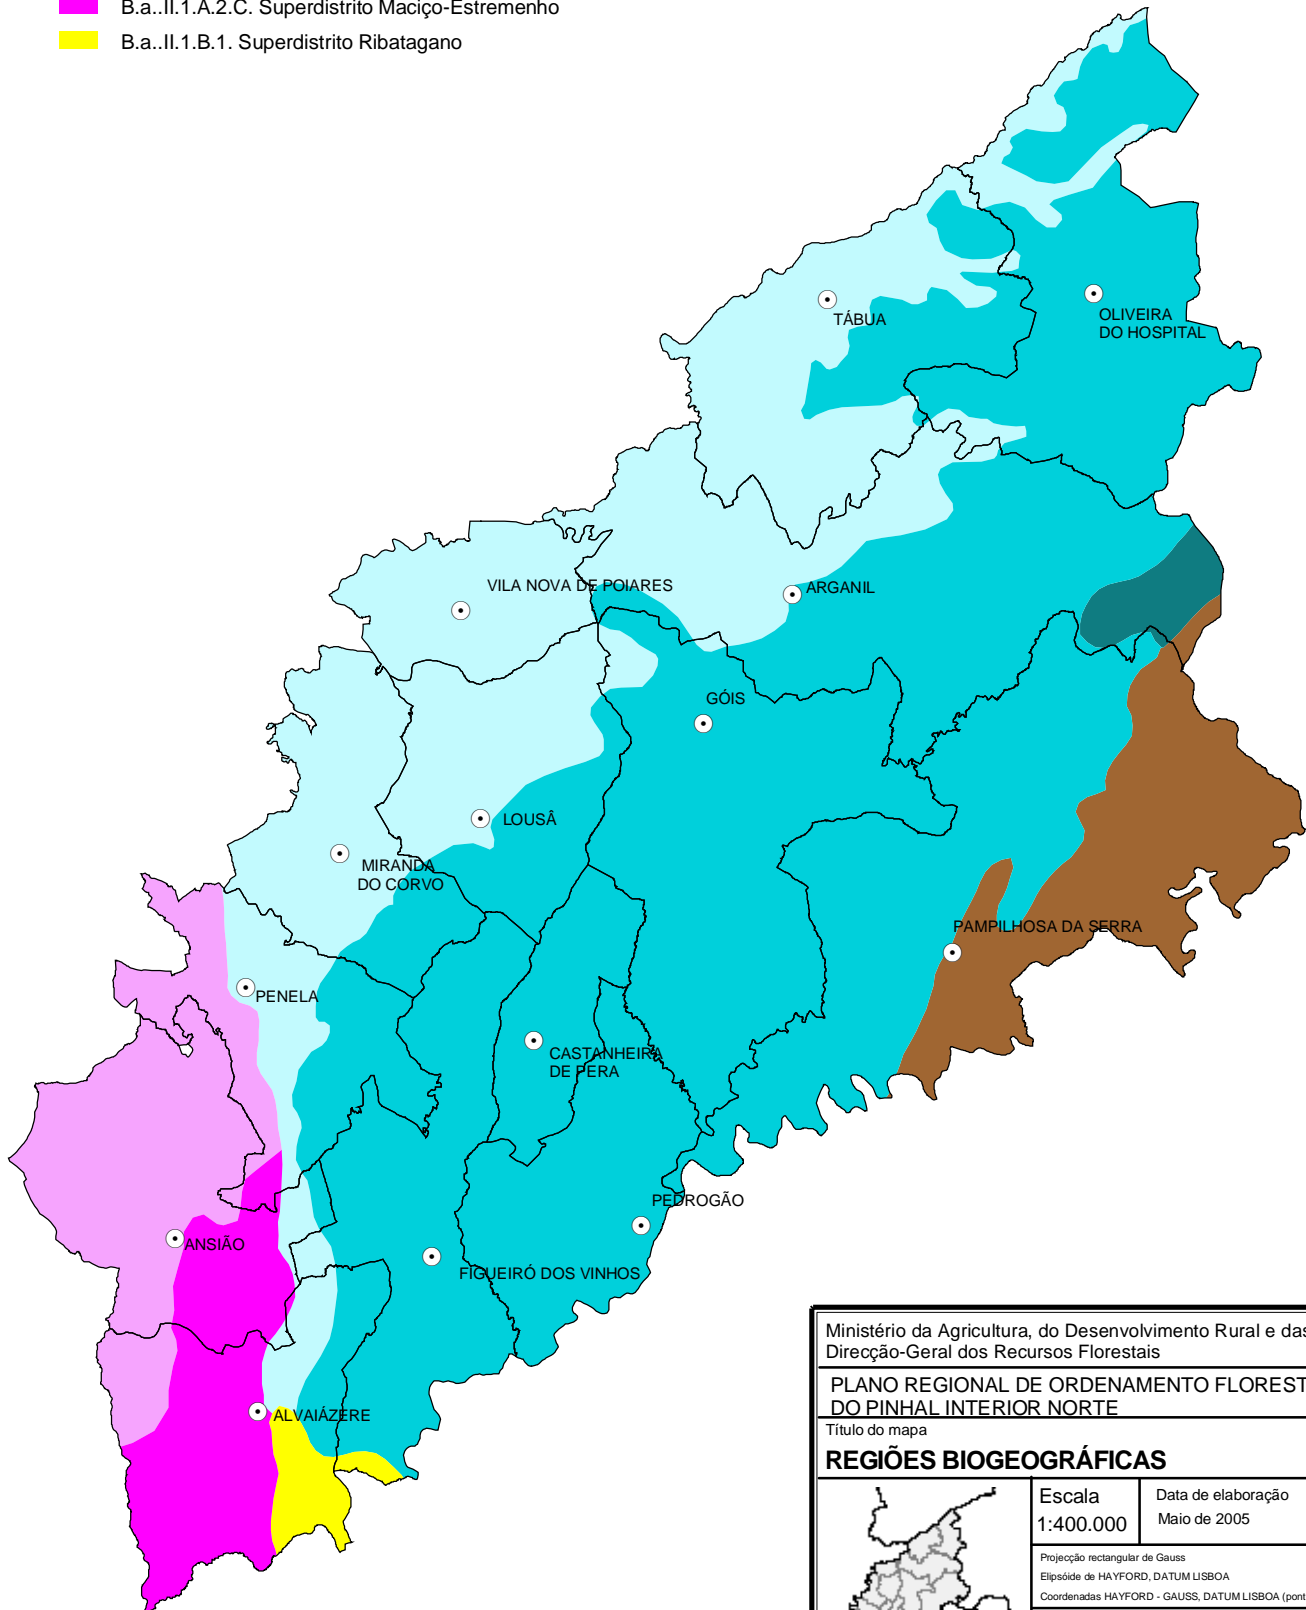 B.a..II.1.A.2.C. Superdistrito Maciço-Estremenho
B.a..II.1.B.1. Superdistrito Ribatagano
TÁBUA
OLIVEIRA
DO HOSPITAL
VILA NOVA DE POIARES
ARGANIL
GÓIS
LOUSÂ
MIRANDA
DO CORVO
PAMPILHOSA DA SERRA
PENELA
CASTANHEIRA
DE PERA
PEDROGÃO
ANSIÃO
FIGUEIRÓ DOS VINHOS
ALVAIÁZERE
Ministério da Agricultura, do Desenvolvimento Rural e das
Direcção-Geral dos Recursos Florestais
PLANO REGIONAL DE ORDENAMENTO FLOREST
DO PINHAL INTERIOR NORTE
Título do mapa
REGIÕES BIOGEOGRÁFICAS
Escala
1:400.000
Data de elaboração
Maio de 2005
Projecção rectangular de Gauss
Elipsóide de HAYFORD, DATUM LISBOA
Coordenadas HAYFORD - GAUSS, DATUM LISBOA (pont